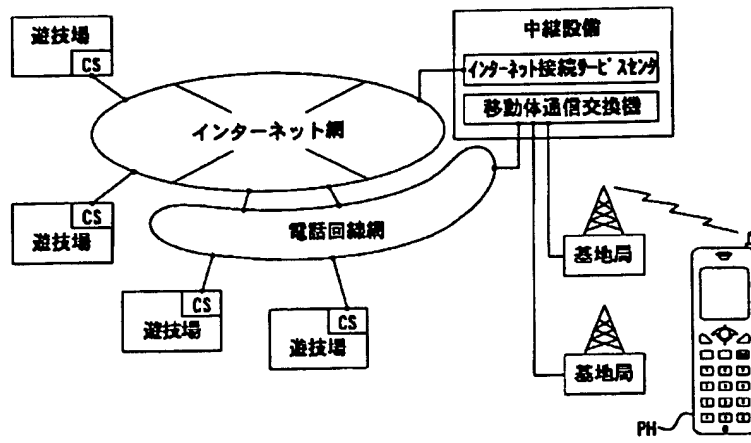 遊技場
CS
中継設備
インターネット接続サービスセンタ
移動体通信交換機
インターネット網
CS
遊技場
電話回線網
CS
遊技場
CS
遊技場
基地局
基地局
PH